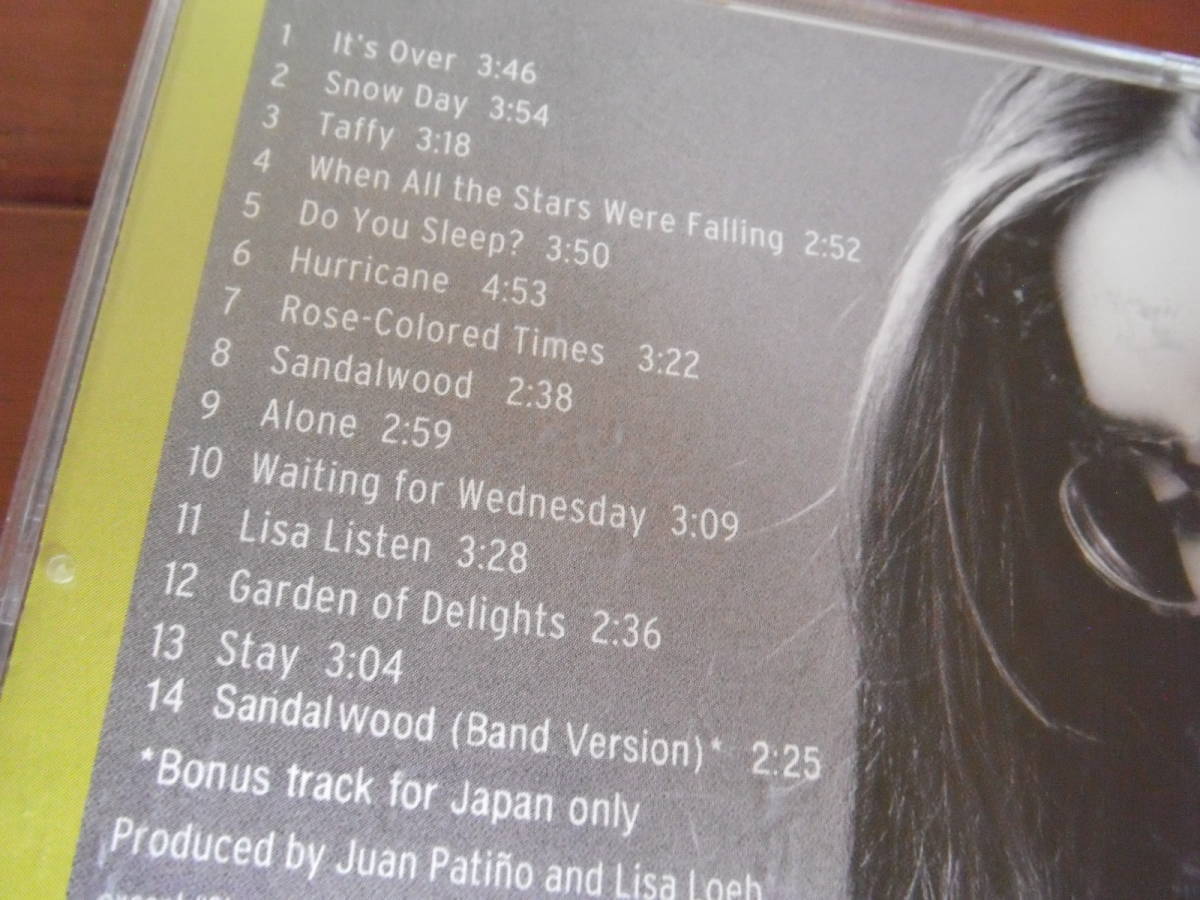 1 It's Over 3:46
2 Snow Day 3:54
3 Taffy 3:18
4 When All the Stars Were Falling 2:52
5 Do You Sleep? 3:50
6 Hurricane 4:53
7 Rose-Colored Times 3:22
8 Sandalwood 2:38
9 Alone 2:59
10 Waiting for Wednesday 3:09
11 Lisa Listen 3:28
12 Garden of Delights 2:36
13 Stay 3:04
14 Sandalwood (Band Version)* 2:25
*Bonus track for Japan only
Produced by Juan Patiño and Lisa Loeb